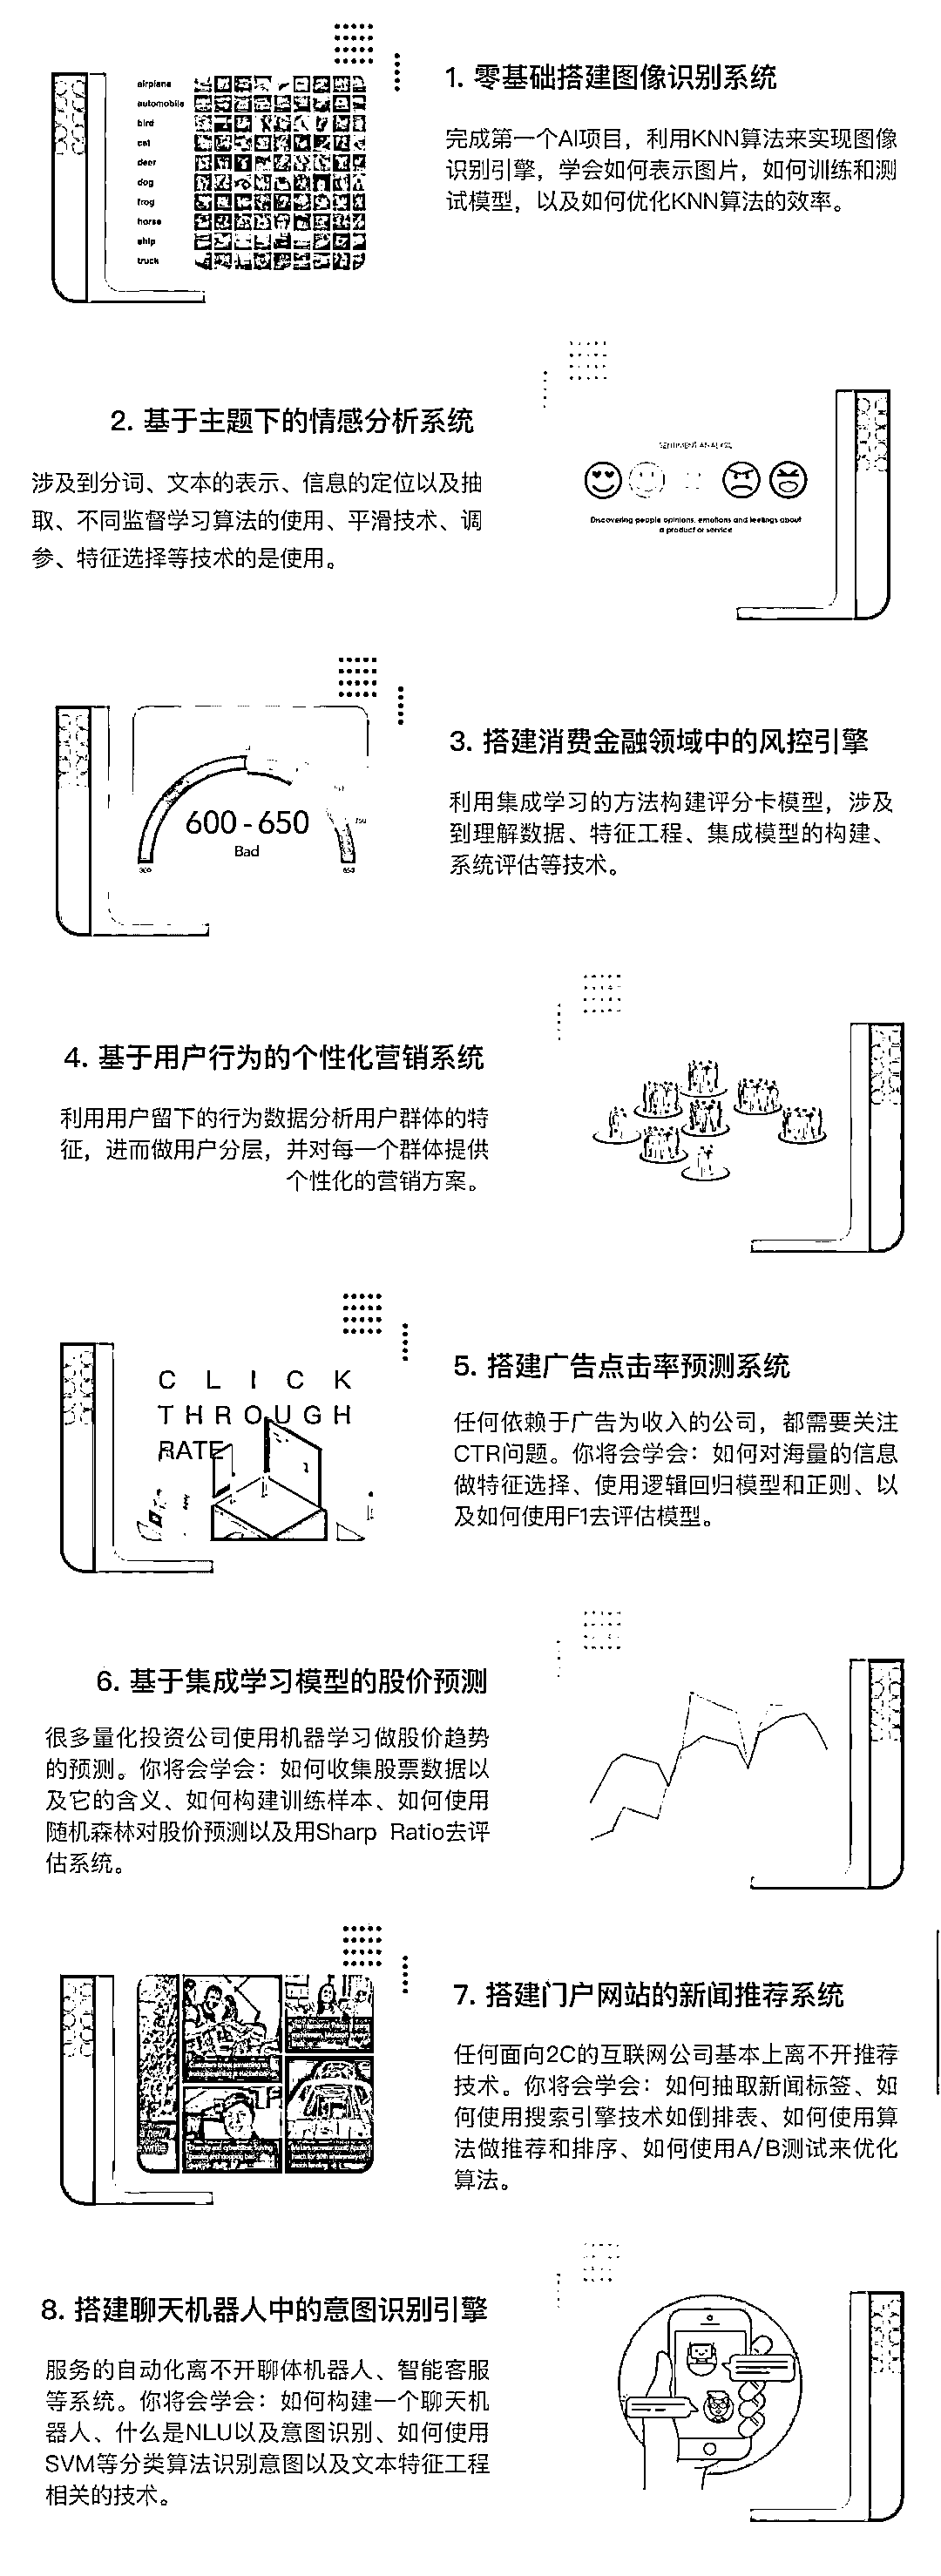 airplane
automobile
bird
cat
deer
dog
frog
horse
ship
truck
1. 零基础搭建图像识别系统
完成第一个AI项目，利用KNN算法来实现图像
识别引擎，学会如何表示图片，如何训练和测
试模型，以及如何优化KNN算法的效率。
2. 基于主题下的情感分析系统
涉及到分词、文本的表示、信息的定位以及抽
取、不同监督学习算法的使用、平滑技术、调
参、特征选择等技术的是使用。
SENTIMENT ANALYSIS
Discovering people opinions, emotions and feelings about
a product or service
3. 搭建消费金融领域中的风控引擎
利用集成学习的方法构建评分卡模型，涉及
到理解数据、特征工程、集成模型的构建、
系统评估等技术。
600 - 650
Bad
300
4. 基于用户行为的个性化营销系统
利用用户留下的行为数据分析用户群体的特
征，进而做用户分层，并对每一个群体提供
个性化的营销方案。
CLICK
THROUGH
RATE
5. 搭建广告点击率预测系统
任何依赖于广告为收入的公司，都需要关注
CTR问题。你将会学会：如何对海量的信息
做特征选择、使用逻辑回归模型和正则、以
及如何使用F1去评估模型。
6. 基于集成学习模型的股价预测
很多量化投资公司使用机器学习做股价趋势
的预测。你将会学会：如何收集股票数据以
及它的含义、如何构建训练样本、如何使用
随机森林对股价预测以及用Sharp Ratio去评
估系统。
7. 搭建门户网站的新闻推荐系统
任何面向2C的互联网公司基本上离不开推荐
技术。你将会学会：如何抽取新闻标签、如
何使用搜索引擎技术如倒排表、如何使用算
法做推荐和排序、如何使用A/B测试来优化
算法。
8. 搭建聊天机器人中的意图识别引擎
服务的自动化离不开聊体机器人、智能客服
等系统。你将会学会：如何构建一个聊天机
器人、什么是NLU以及意图识别、如何使用
SVM等分类算法识别意图以及文本特征工程
相关的技术。